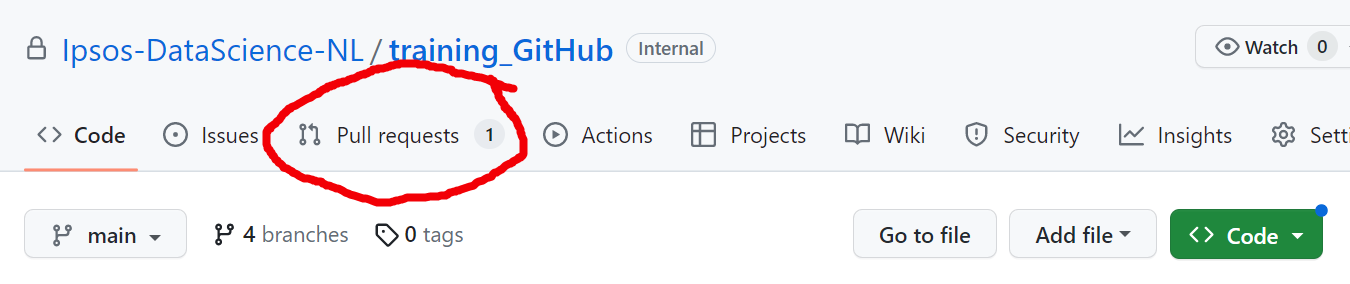 Ipsos-DataScience-NL / training_GitHub Internal Watch 0
Code Issues Pull requests 1 Actions Projects Wiki Security Insights
main 4 branches 0 tags Go to file Add file Code